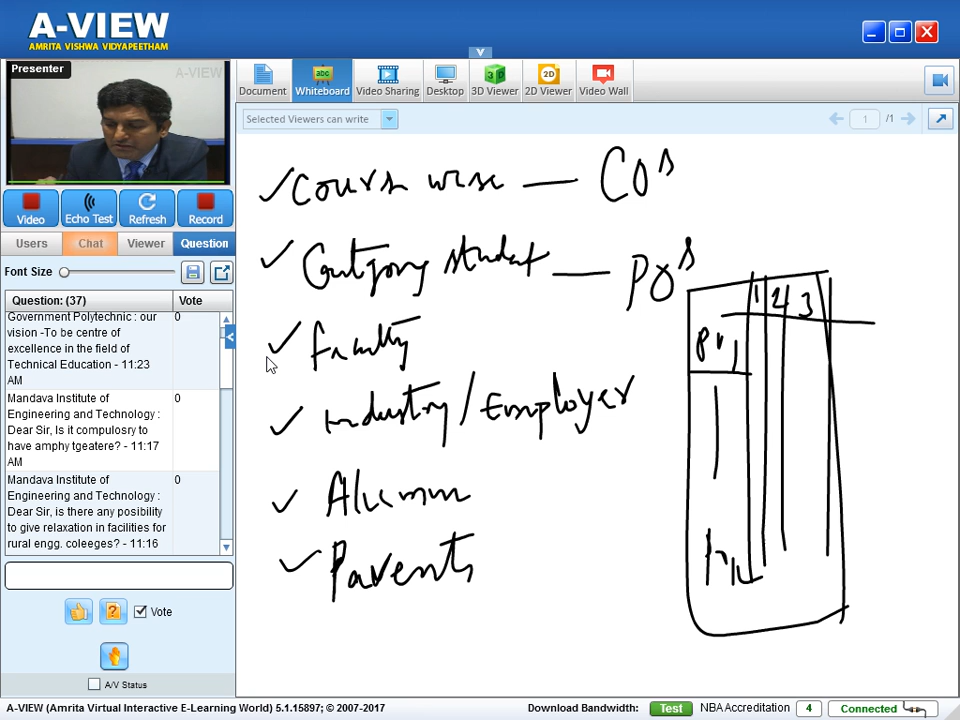 A-VIEW
AMRITA VISHWA VIDYAPEETHAM
Presenter
A-VIEW
Video
Echo Test
Refresh
Record
Users
Chat
Viewer
Question
Font Size
Question: (37)
Vote
Government Polytechnic : our
vision -To be centre of
excellence in the field of
Technical Education - 11:23
AM
0
Mandava Institute of
Engineering and Technology :
Dear Sir, Is it compulosry to
have amphy tgeatere? - 11:17
AM
0
Mandava Institute of
Engineering and Technology :
Dear Sir, is there any posibility
to give relaxation in facilities for
rural engg. coleeges? - 11:16
0
Vote
A/V Status
Document
Whiteboard
Video Sharing
Desktop
3D Viewer
2D Viewer
Video Wall
Selected Viewers can write
1
/1
Course wise — COs
Outgoing student — POs
Faculty
Industry/Employer
Alumni
Parents
1 2 3
A-VIEW (Amrita Virtual Interactive E-Learning World) 5.1.15897; © 2007-2017
Download Bandwidth:
Test
NBA Accreditation
4
Connected